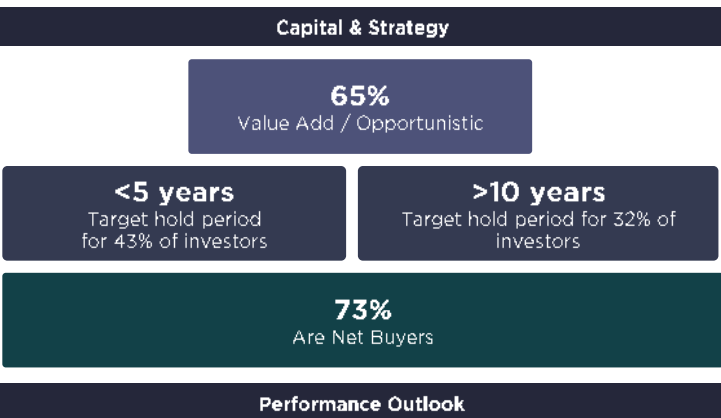 Capital & Strategy
65%
Value Add / Opportunistic
<5 years
Target hold period
for 43% of investors
>10 years
Target hold period for 32% of
investors
73%
Are Net Buyers
Performance Outlook